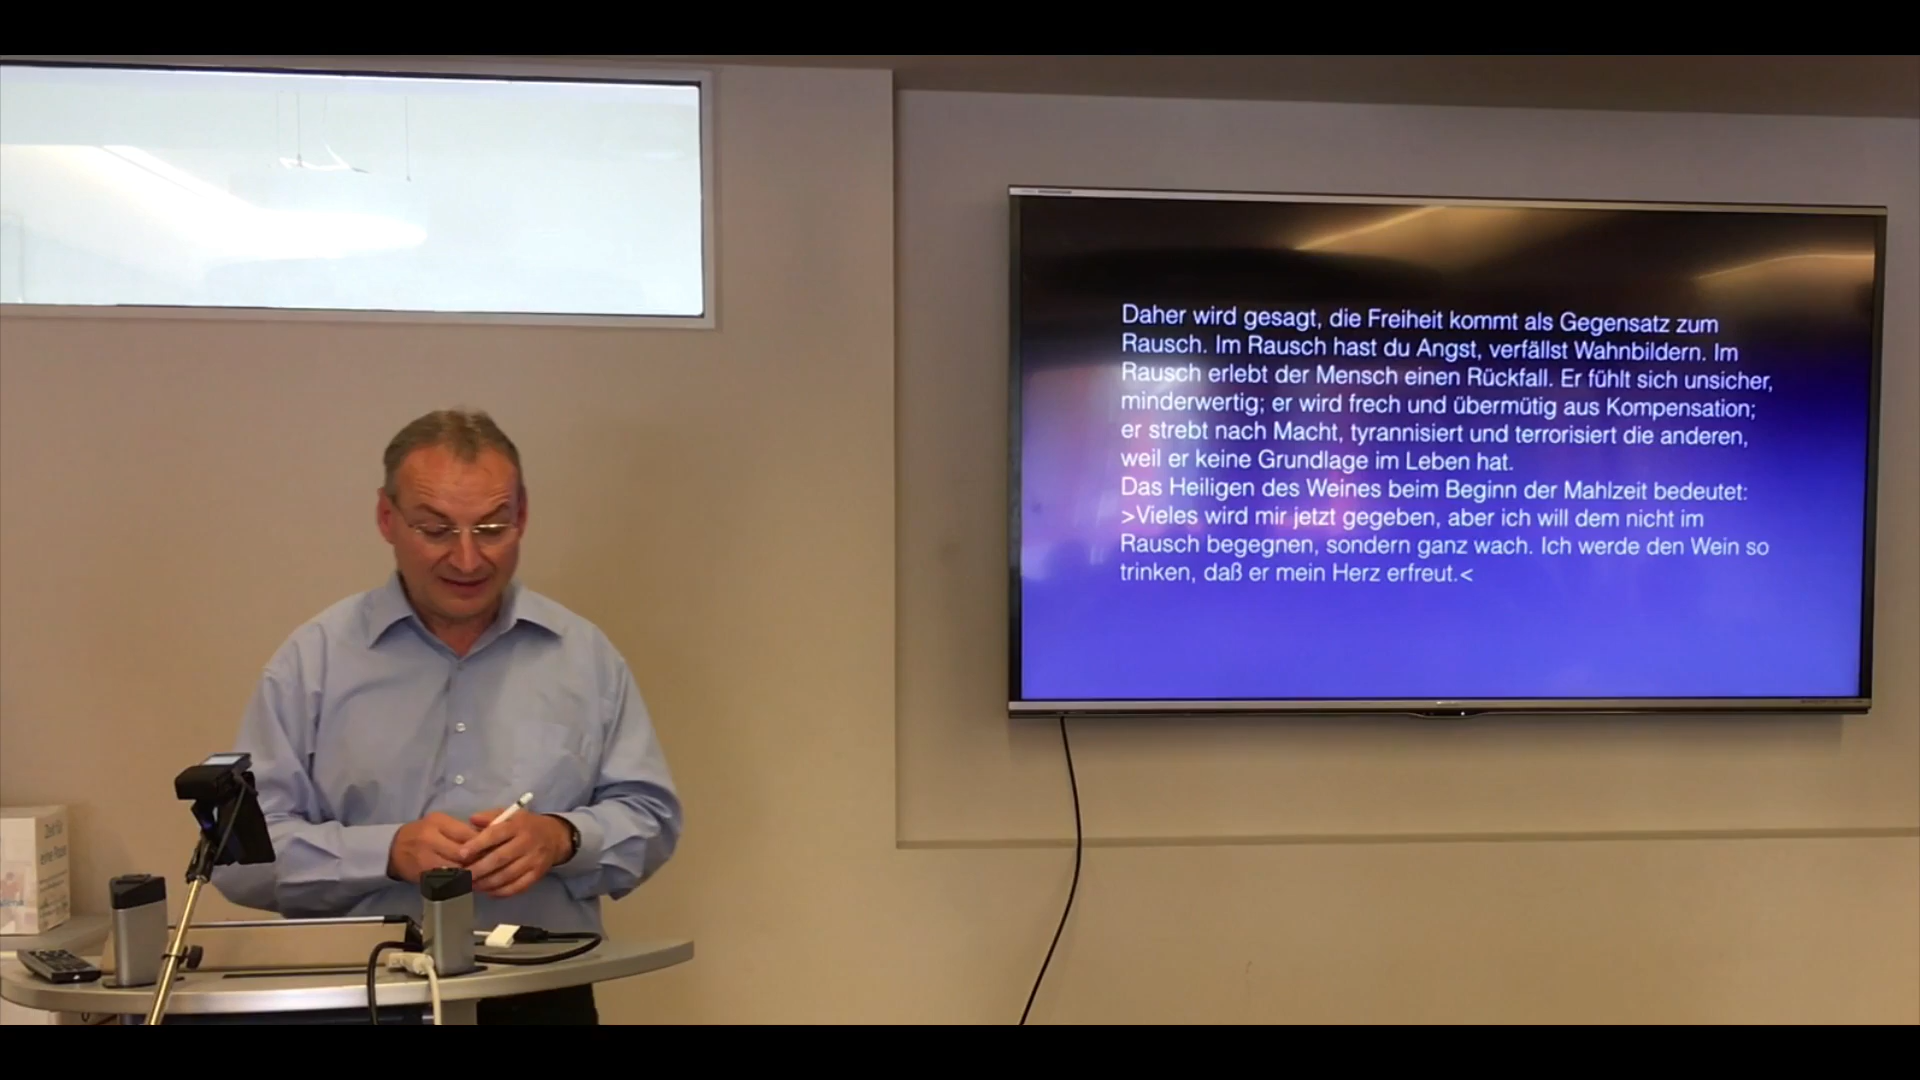 Daher wird gesagt, die Freiheit kommt als Gegensatz zum
Rausch. Im Rausch hast du Angst, verfällst Wahnbildern. Im
Rausch erlebt der Mensch einen Rückfall. Er fühlt sich unsicher,
minderwertig; er wird frech und übermütig aus Kompensation;
er strebt nach Macht, tyrannisiert und terrorisiert die anderen,
weil er keine Grundlage im Leben hat.
Das Heiligen des Weines beim Beginn der Mahlzeit bedeutet:
>Vieles wird mir jetzt gegeben, aber ich will dem nicht im
Rausch begegnen, sondern ganz wach. Ich werde den Wein so
trinken, daß er mein Herz erfreut.<
Zeit für
eine Pause